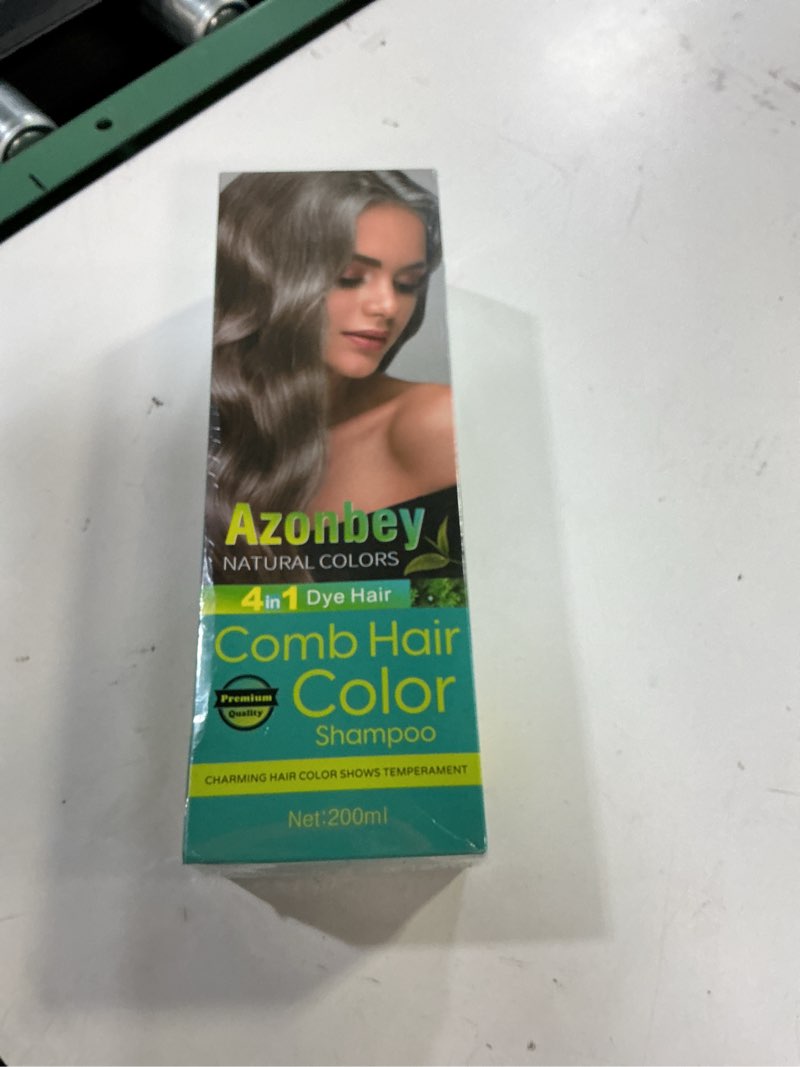 Azonbey
NATURAL COLORS
4in1 Dye Hair
Comb Hair
Color
Premium
Quality
Shampoo
CHARMING HAIR COLOR SHOWS TEMPERAMENT
Net:200ml